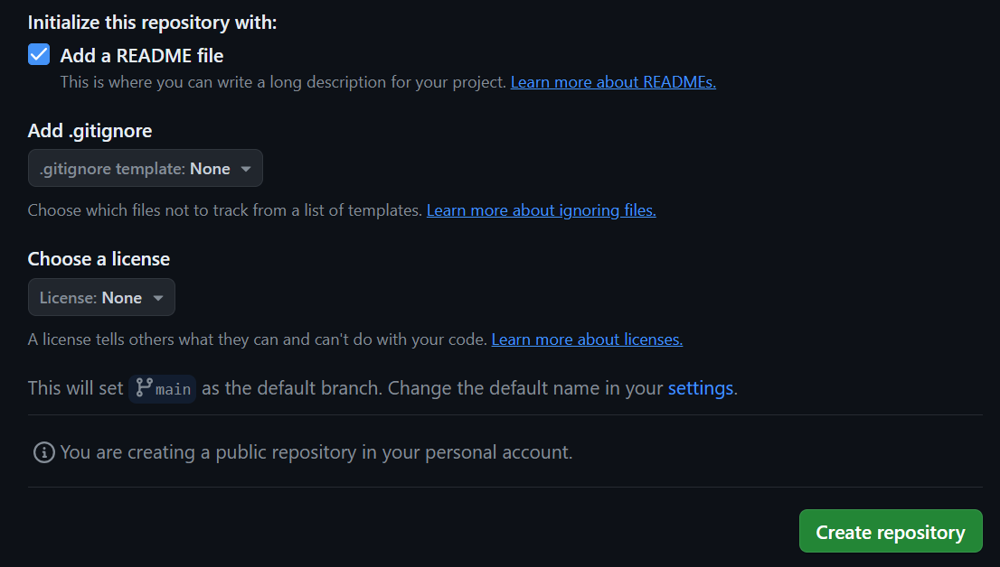 Initialize this repository with:
Add a README file
This is where you can write a long description for your project. Learn more about READMEs.
Add .gitignore
.gitignore template: None
Choose which files not to track from a list of templates. Learn more about ignoring files.
Choose a license
License: None
A license tells others what they can and can't do with your code. Learn more about licenses.
This will set main as the default branch. Change the default name in your settings.
You are creating a public repository in your personal account.
Create repository